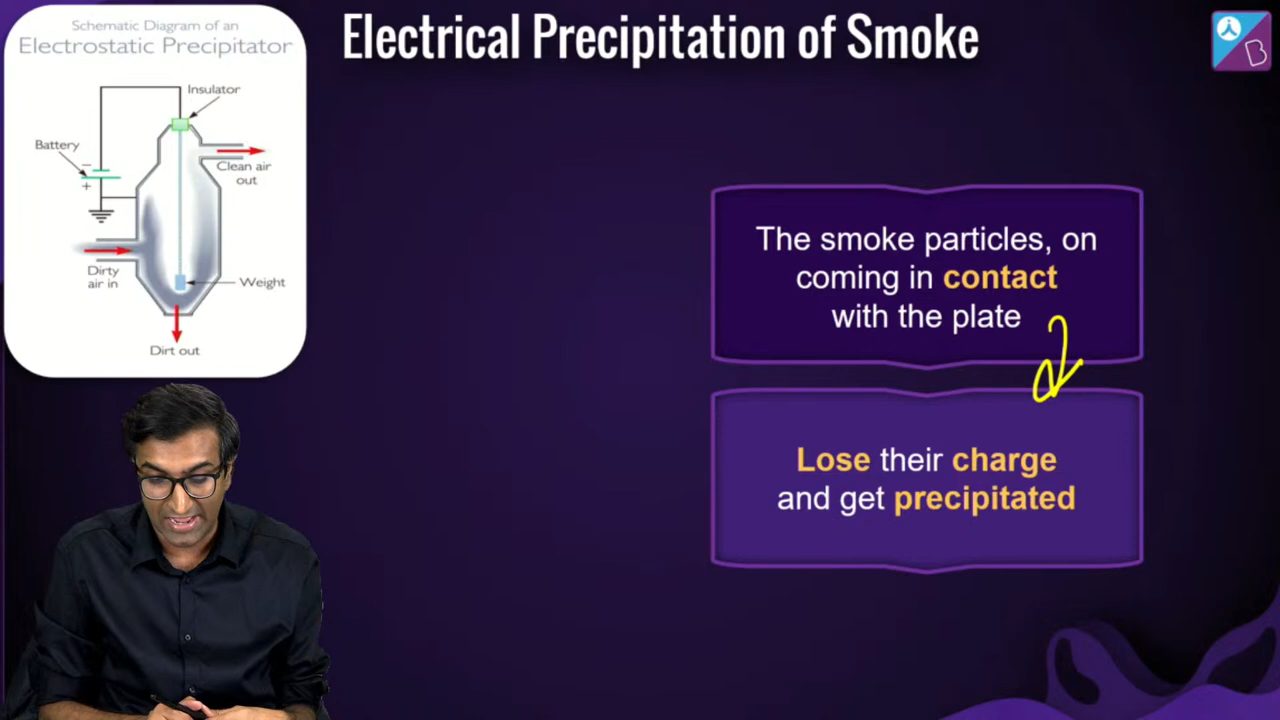 Schematic Diagram of an
Electrostatic Precipitator
Insulator
Battery
−
+
Clean air
out
Dirty
air in
Weight
Dirt out
Electrical Precipitation of Smoke
B
The smoke particles, on
coming in contact
with the plate
Lose their charge
and get precipitated